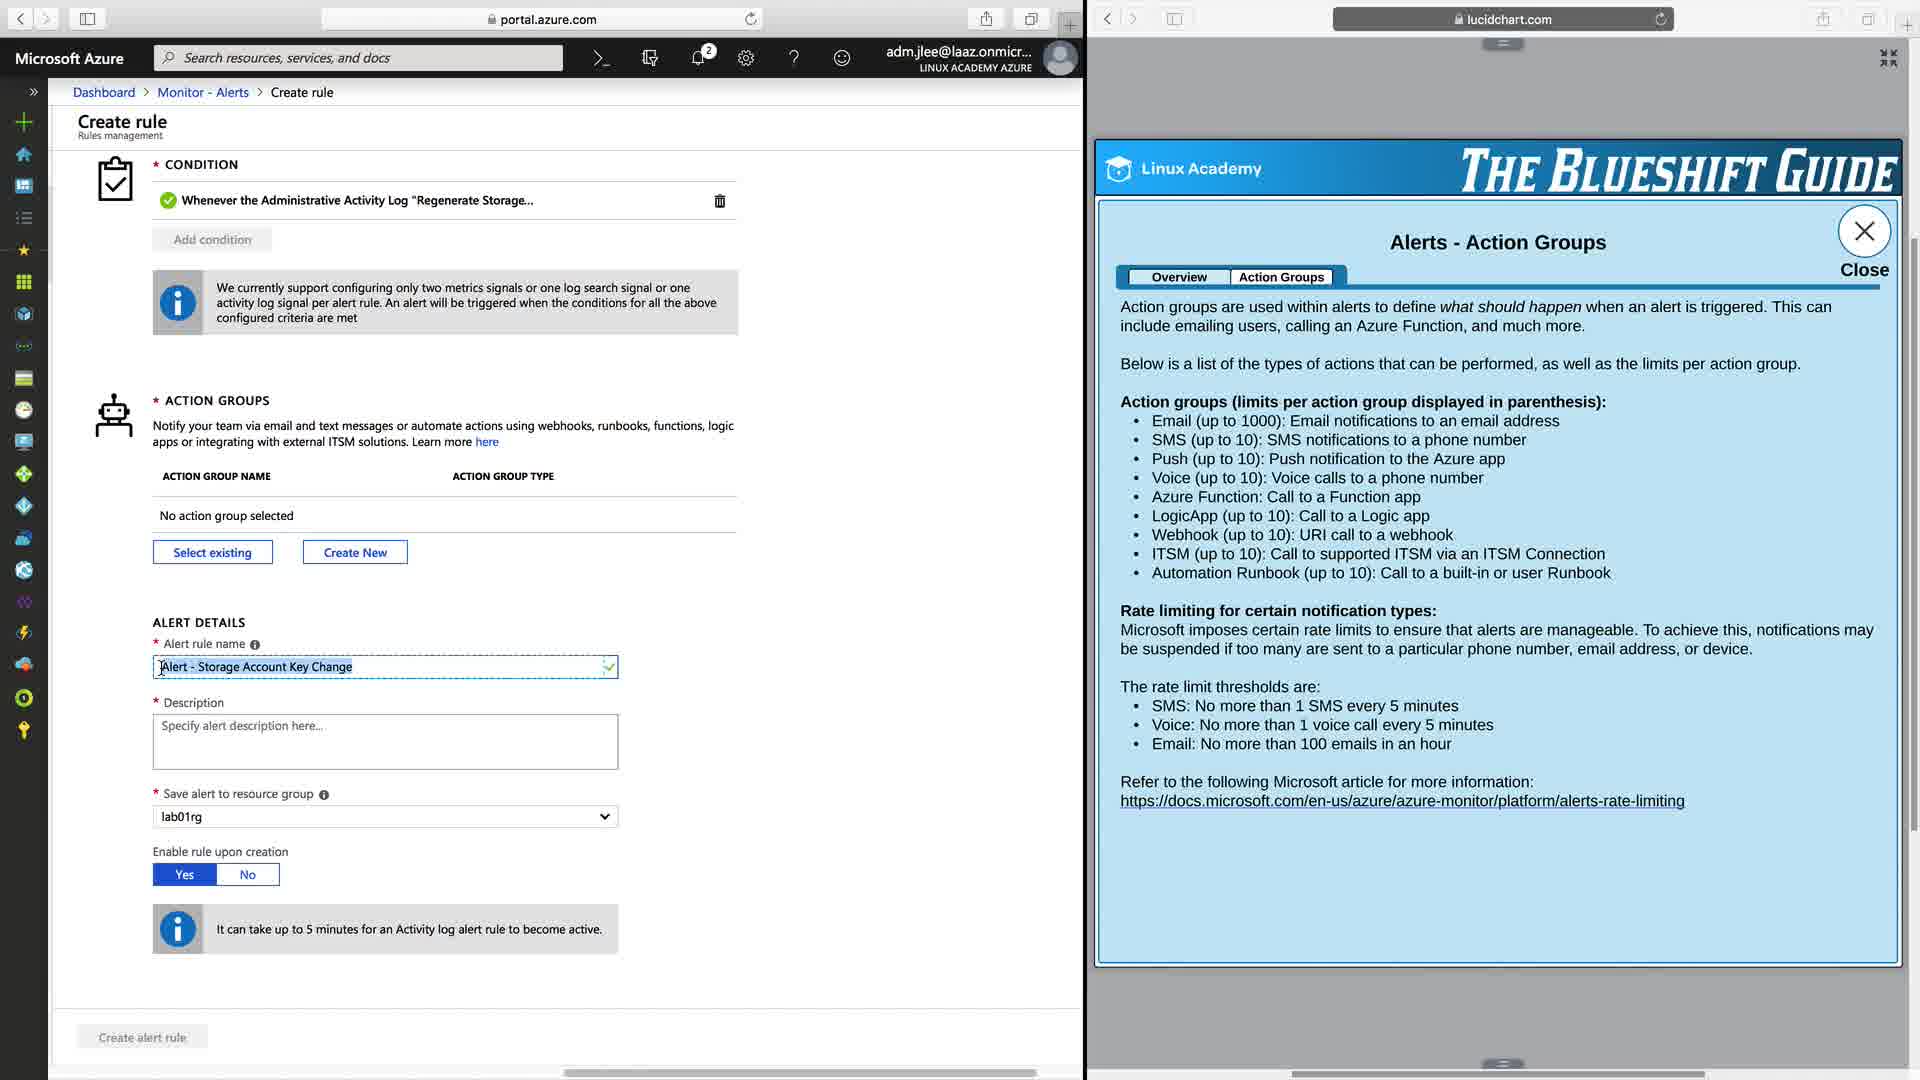 portal.azure.com
Microsoft Azure
Search resources, services, and docs
2
adm.jlee@laaz.onmicr...
LINUX ACADEMY AZURE
Dashboard > Monitor - Alerts > Create rule
Create rule
Rules management
* CONDITION
Whenever the Administrative Activity Log "Regenerate Storage...
Add condition
We currently support configuring only two metrics signals or one log search signal or one
activity log signal per alert rule. An alert will be triggered when the conditions for all the above
configured criteria are met
* ACTION GROUPS
Notify your team via email and text messages or automate actions using webhooks, runbooks, functions, logic
apps or integrating with external ITSM solutions. Learn more here
ACTION GROUP NAME ACTION GROUP TYPE
No action group selected
Select existing Create New
ALERT DETAILS
* Alert rule name
Alert - Storage Account Key Change
* Description
Specify alert description here...
* Save alert to resource group
lab01rg
Enable rule upon creation
Yes No
It can take up to 5 minutes for an Activity log alert rule to become active.
Create alert rule
lucidchart.com
Linux Academy
THE BLUESHIFT GUIDE
Alerts - Action Groups
Close
Overview Action Groups
Action groups are used within alerts to define what should happen when an alert is triggered. This can
include emailing users, calling an Azure Function, and much more.
Below is a list of the types of actions that can be performed, as well as the limits per action group.
Action groups (limits per action group displayed in parenthesis):
• Email (up to 1000): Email notifications to an email address
• SMS (up to 10): SMS notifications to a phone number
• Push (up to 10): Push notification to the Azure app
• Voice (up to 10): Voice calls to a phone number
• Azure Function: Call to a Function app
• LogicApp (up to 10): Call to a Logic app
• Webhook (up to 10): URI call to a webhook
• ITSM (up to 10): Call to supported ITSM via an ITSM Connection
• Automation Runbook (up to 10): Call to a built-in or user Runbook
Rate limiting for certain notification types:
Microsoft imposes certain rate limits to ensure that alerts are manageable. To achieve this, notifications may
be suspended if too many are sent to a particular phone number, email address, or device.
The rate limit thresholds are:
• SMS: No more than 1 SMS every 5 minutes
• Voice: No more than 1 voice call every 5 minutes
• Email: No more than 100 emails in an hour
Refer to the following Microsoft article for more information:
https://docs.microsoft.com/en-us/azure/azure-monitor/platform/alerts-rate-limiting